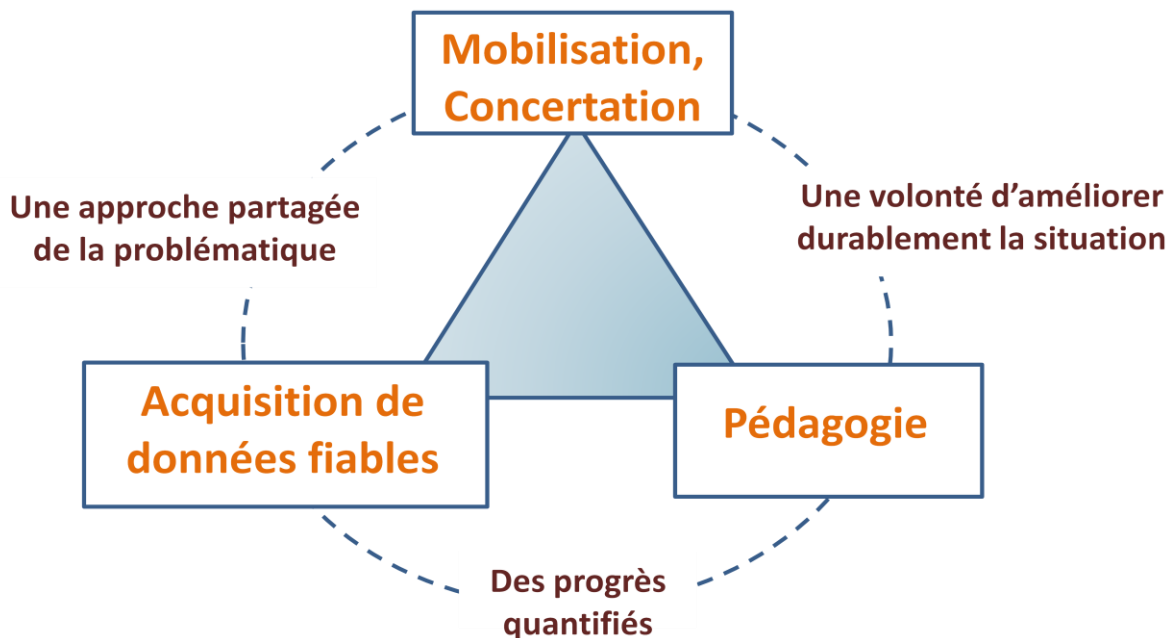 Mobilisation,
Concertation
Une approche partagée
de la problématique
Une volonté d’améliorer
durablement la situation
Acquisition de
données fiables
Pédagogie
Des progrès
quantifiés